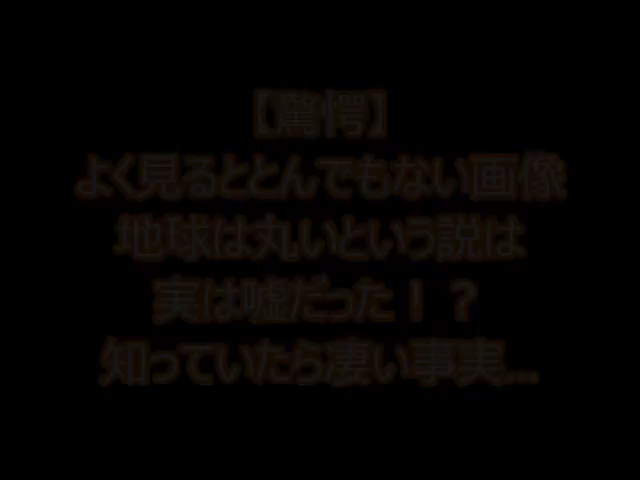 【驚愕】
よく見るととんでもない画像
地球は丸いという説は
実は嘘だった！？
知っていたら凄い事実...